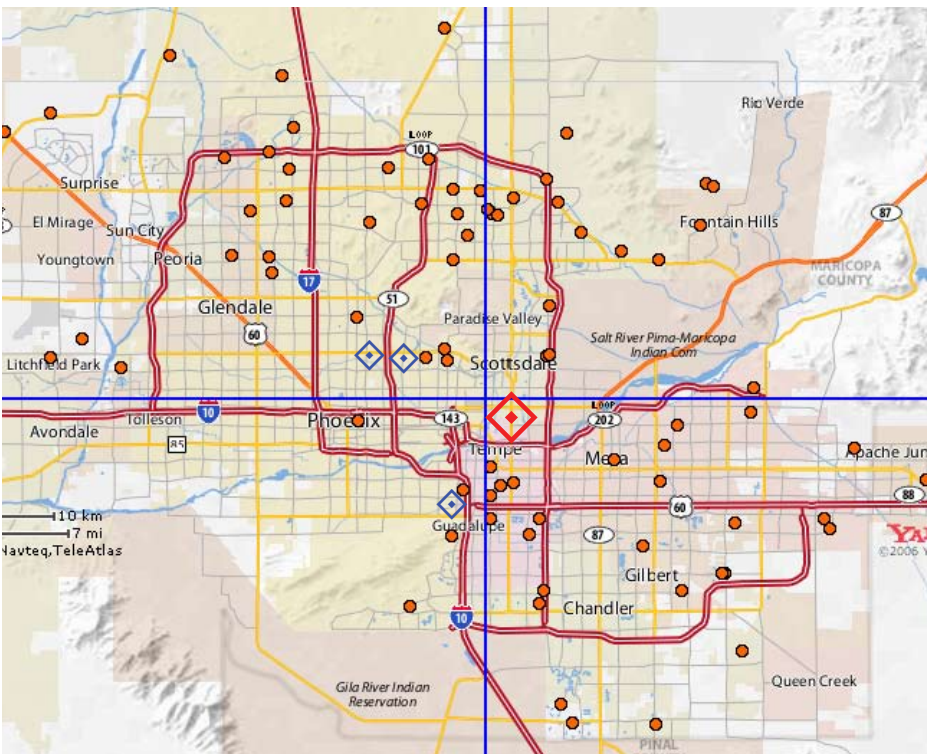 Rio Verde
LOOP
101
Surprise
El Mirage
Sun City
Fountain Hills
87
Youngtown
Peoria
MARICOPA
COUNTY
17
51
Glendale
60
Paradise Valley
Salt River Pima-Maricopa
Indian Com
Litchfield Park
Scottsdale
10
LOOP
202
Tolleson
Phoenix
143
Avondale
85
Tempe
Mesa
Apache Jun
88
60
10 km
7 mi
Navteq,TeleAtlas
Guadalupe
87
YA
©2006 Y
Gilbert
Chandler
10
Gila River Indian
Reservation
Queen Creek
PINAL